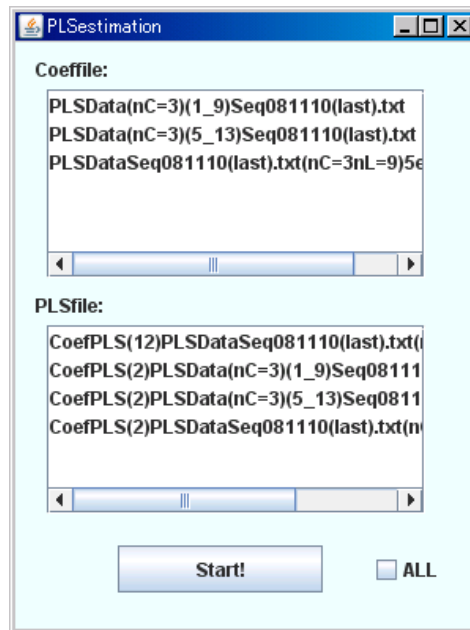 PLSestimation
Coeffile:
PLSData(nC=3)(1_9)Seq081110(last).txt
PLSData(nC=3)(5_13)Seq081110(last).txt
PLSDataSeq081110(last).txt(nC=3nL=9)5e
PLSfile:
CoefPLS(12)PLSDataSeq081110(last).txt(
CoefPLS(2)PLSData(nC=3)(1_9)Seq08111
CoefPLS(2)PLSData(nC=3)(5_13)Seq0811
CoefPLS(2)PLSDataSeq081110(last).txt(n
Start!
ALL